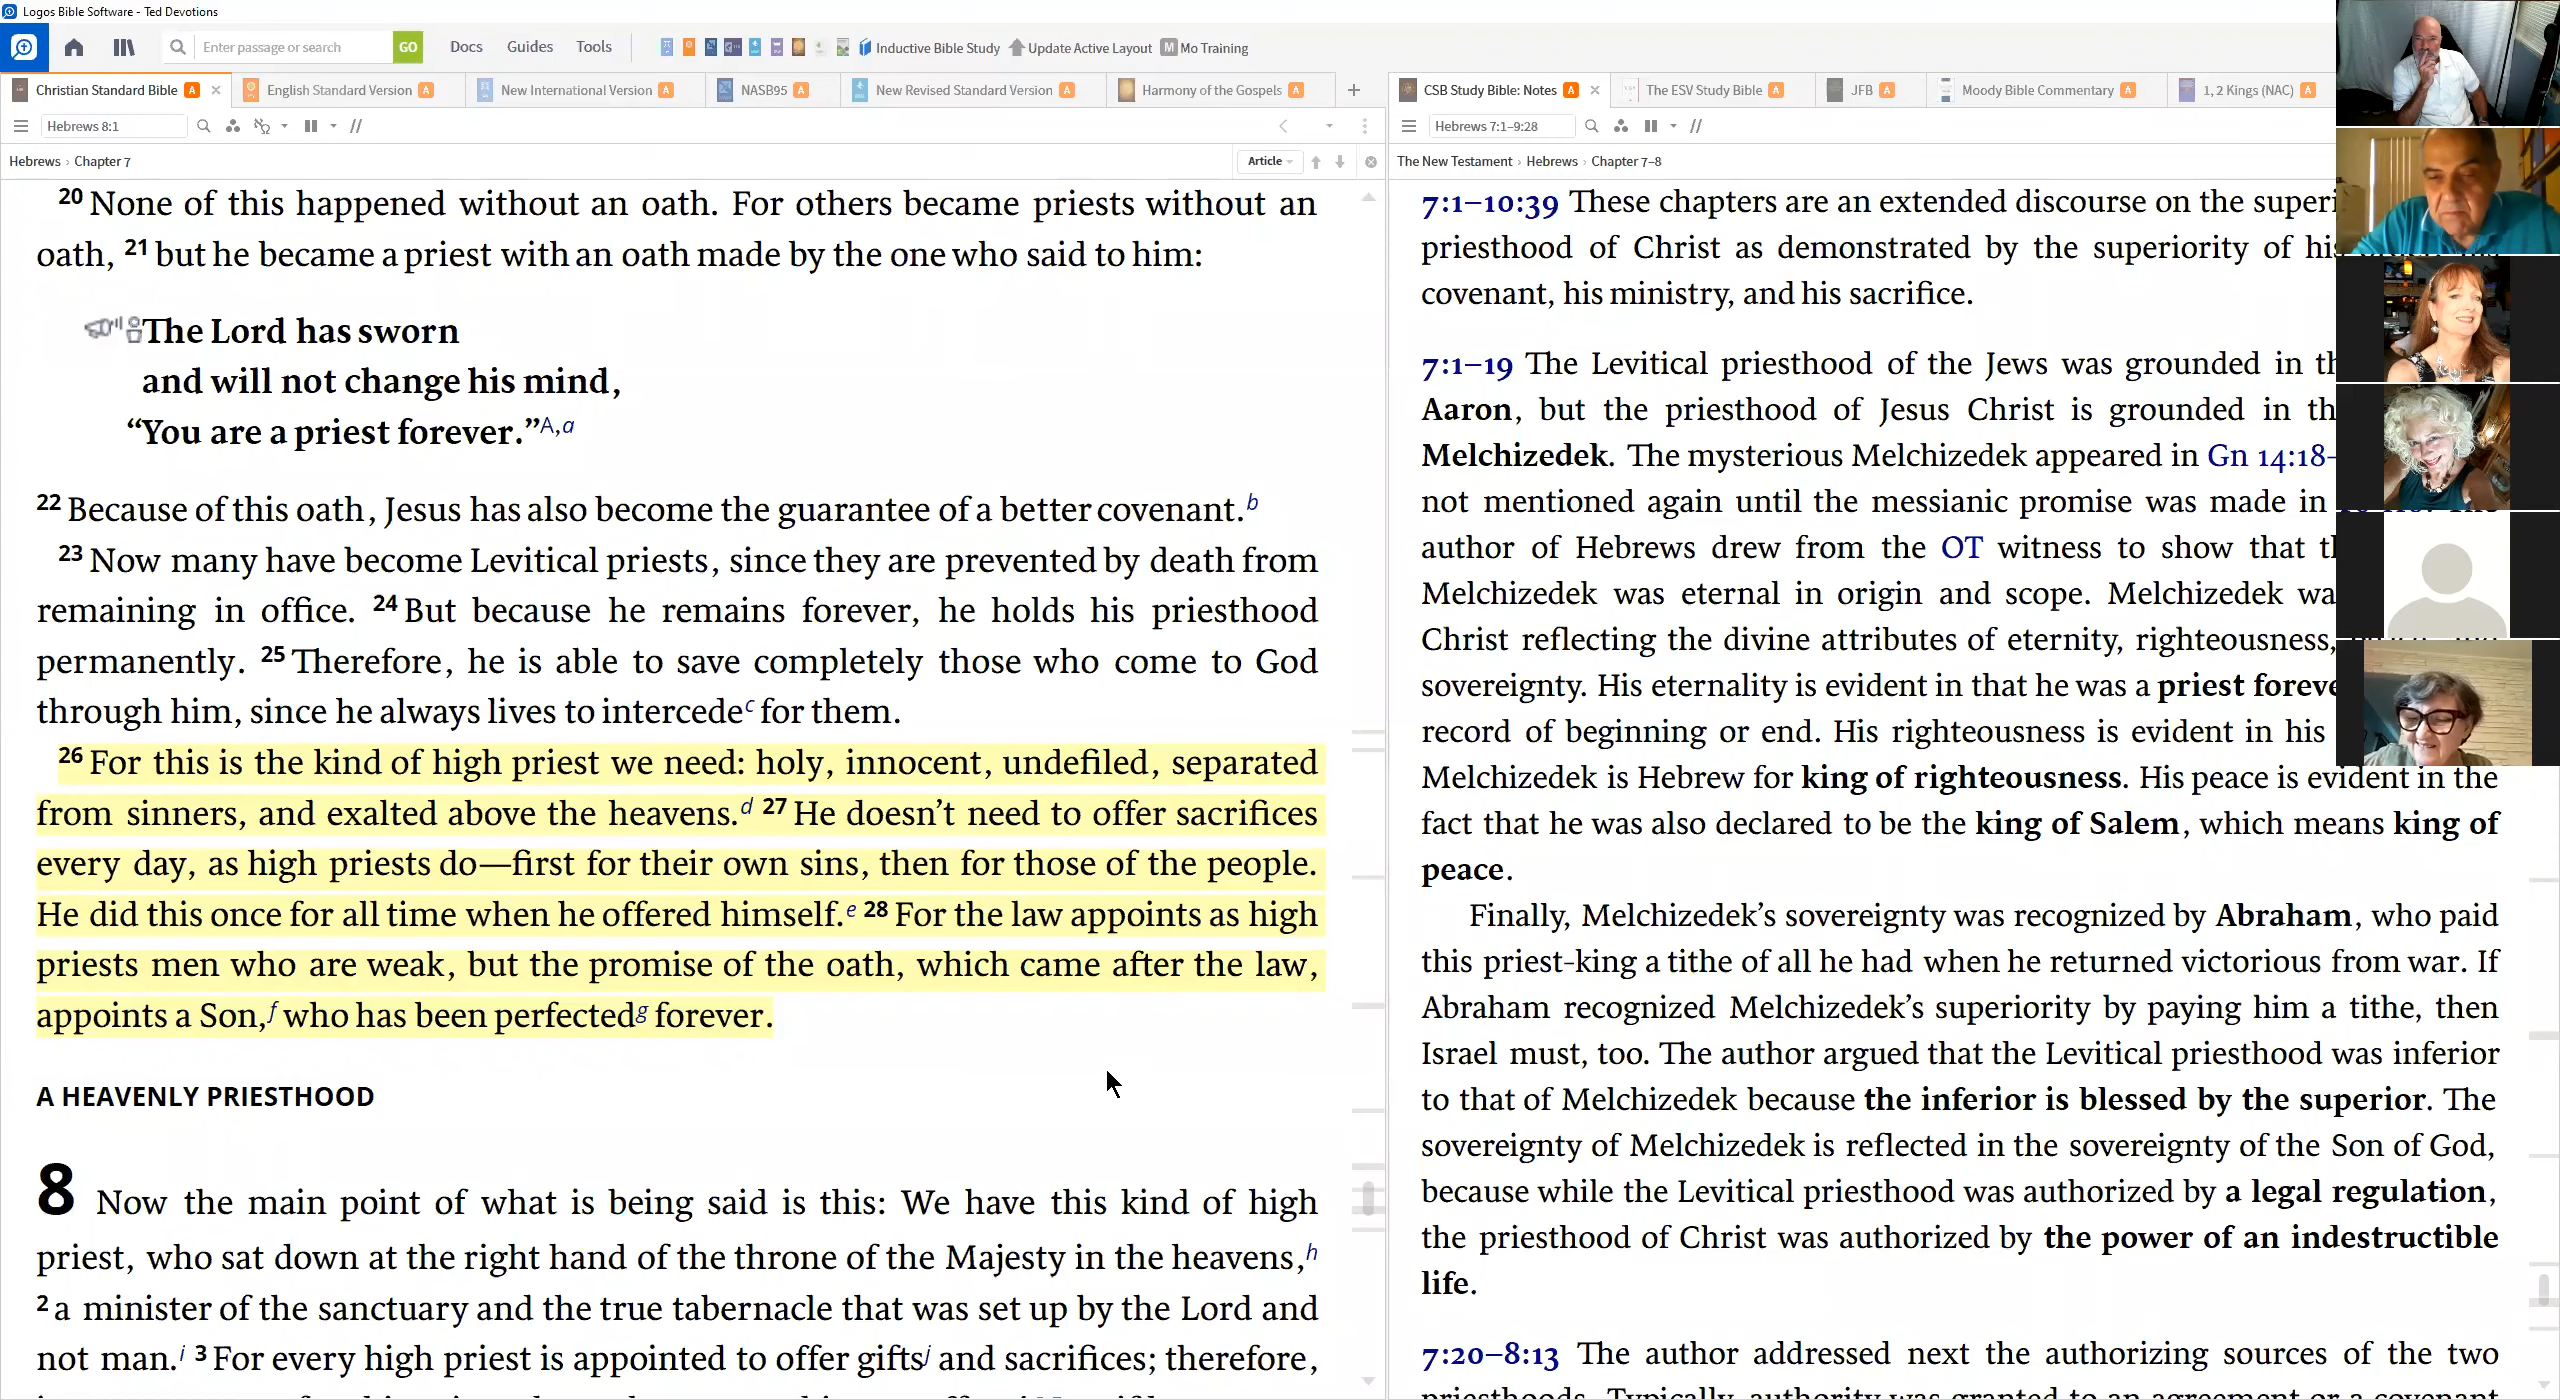 Logos Bible Software - Ted Devotions
Enter passage or search GO Docs Guides Tools Inductive Bible Study Update Active Layout M Mo Training
Christian Standard Bible A English Standard Version A New International Version A NASB95 A New Revised Standard Version A Harmony of the Gospels A
Hebrews 8:1
Hebrews › Chapter 7 Article
20 None of this happened without an oath. For others became priests without an
oath, 21 but he became a priest with an oath made by the one who said to him:
The Lord has sworn
and will not change his mind,
“You are a priest forever.”A,a
22 Because of this oath, Jesus has also become the guarantee of a better covenant.b
23 Now many have become Levitical priests, since they are prevented by death from
remaining in office. 24 But because he remains forever, he holds his priesthood
permanently. 25 Therefore, he is able to save completely those who come to God
through him, since he always lives to intercedec for them.
26 For this is the kind of high priest we need: holy, innocent, undefiled, separated
from sinners, and exalted above the heavens.d 27 He doesn’t need to offer sacrifices
every day, as high priests do—first for their own sins, then for those of the people.
He did this once for all time when he offered himself.e 28 For the law appoints as high
priests men who are weak, but the promise of the oath, which came after the law,
appoints a Son,f who has been perfectedg forever.
A HEAVENLY PRIESTHOOD
8 Now the main point of what is being said is this: We have this kind of high
priest, who sat down at the right hand of the throne of the Majesty in the heavens,h
2 a minister of the sanctuary and the true tabernacle that was set up by the Lord and
not man.i 3 For every high priest is appointed to offer giftsj and sacrifices; therefore,
CSB Study Bible: Notes A The ESV Study Bible A JFB A Moody Bible Commentary A 1, 2 Kings (NAC) A
Hebrews 7:1–9:28
The New Testament › Hebrews › Chapter 7–8
7:1–10:39 These chapters are an extended discourse on the
priesthood of Christ as demonstrated by the superiority of
covenant, his ministry, and his sacrifice.
7:1–19 The Levitical priesthood of the Jews was grounded in
Aaron, but the priesthood of Jesus Christ is grounded in
Melchizedek. The mysterious Melchizedek appeared in Gn 14:18–
not mentioned again until the messianic promise was made in
author of Hebrews drew from the OT witness to show that
Melchizedek was eternal in origin and scope. Melchizedek
Christ reflecting the divine attributes of eternity, righteousness,
sovereignty. His eternality is evident in that he was a priest
record of beginning or end. His righteousness is evident in his
Melchizedek is Hebrew for king of righteousness. His peace is evident in the
fact that he was also declared to be the king of Salem, which means king of
peace.
Finally, Melchizedek’s sovereignty was recognized by Abraham, who paid
this priest-king a tithe of all he had when he returned victorious from war. If
Abraham recognized Melchizedek’s superiority by paying him a tithe, then
Israel must, too. The author argued that the Levitical priesthood was inferior
to that of Melchizedek because the inferior is blessed by the superior. The
sovereignty of Melchizedek is reflected in the sovereignty of the Son of God,
because while the Levitical priesthood was authorized by a legal regulation,
the priesthood of Christ was authorized by the power of an indestructible
life.
7:20–8:13 The author addressed next the authorizing sources of the two